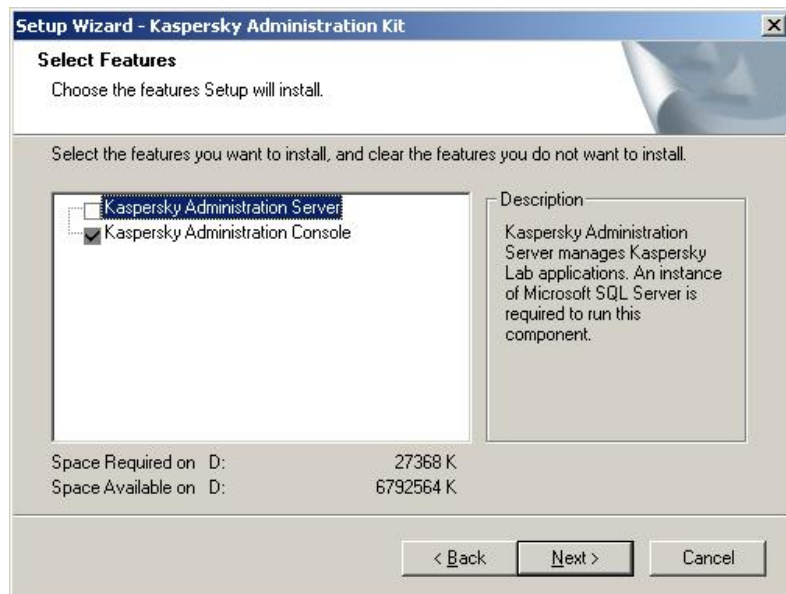 Setup Wizard - Kaspersky Administration Kit
Select Features
Choose the features Setup will install.
Select the features you want to install, and clear the features you do not want to install.
Kaspersky Administration Server
Kaspersky Administration Console
Description
Kaspersky Administration
Server manages Kaspersky
Lab applications. An instance
of Microsoft SQL Server is
required to run this
component.
Space Required on D: 27368 K
Space Available on D: 6792564 K
< Back Next > Cancel